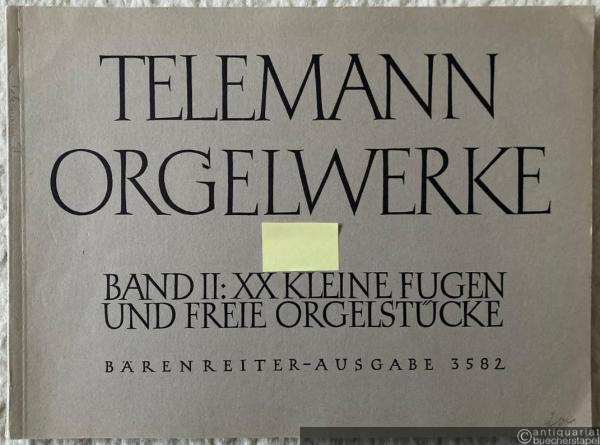 TELEMANN
ORGELWERKE
BAND II: XX KLEINE FUGEN
UND FREIE ORGELSTÜCKE
BÄRENREITER-AUSGABE 3582
antiquariat
buecherstapel